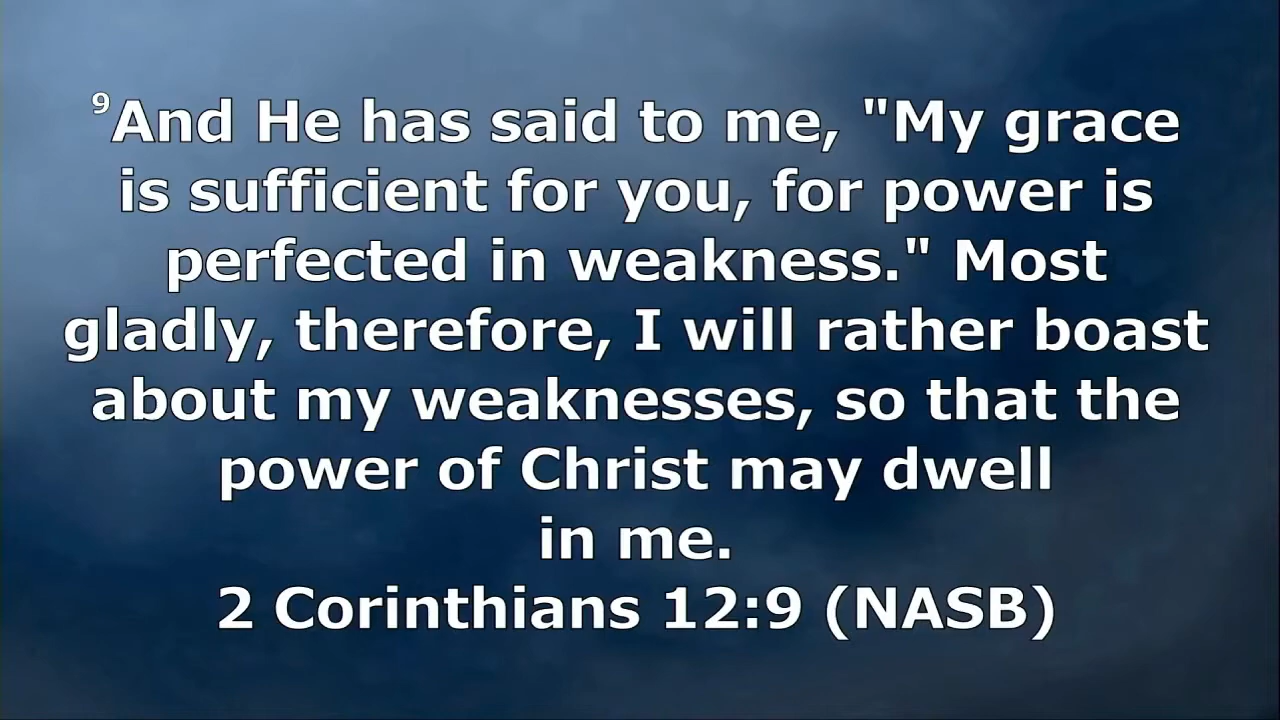 ⁹And He has said to me, "My grace
is sufficient for you, for power is
perfected in weakness." Most
gladly, therefore, I will rather boast
about my weaknesses, so that the
power of Christ may dwell
in me.
2 Corinthians 12:9 (NASB)